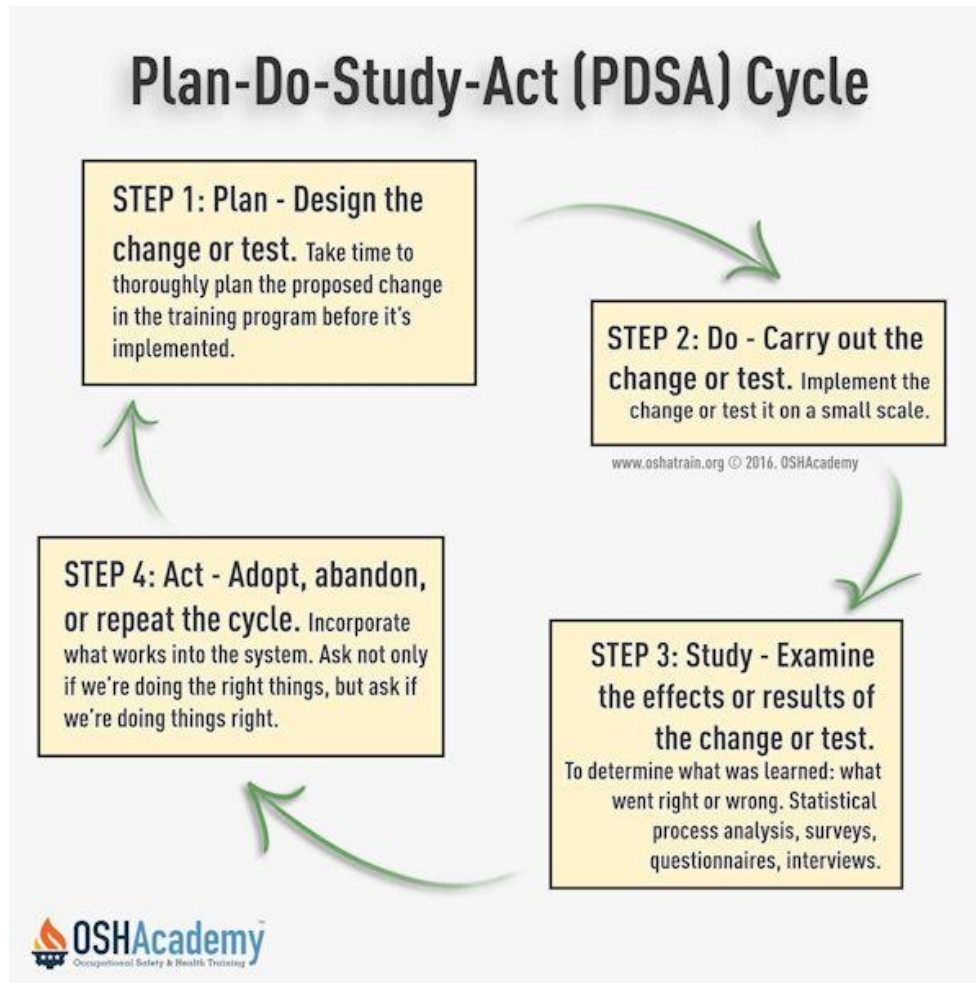 Plan-Do-Study-Act (PDSA) Cycle
STEP 1: Plan - Design the
change or test. Take time to
thoroughly plan the proposed change
in the training program before it's
implemented.
STEP 2: Do - Carry out the
change or test. Implement the
change or test it on a small scale.
www.oshatrain.org © 2016. OSHAcademy
STEP 3: Study - Examine
the effects or results of
the change or test.
To determine what was learned: what
went right or wrong. Statistical
process analysis, surveys,
questionnaires, interviews.
STEP 4: Act - Adopt, abandon,
or repeat the cycle. Incorporate
what works into the system. Ask not only
if we're doing the right things, but ask if
we're doing things right.
OSHAcademy™
Occupational Safety & Health Training